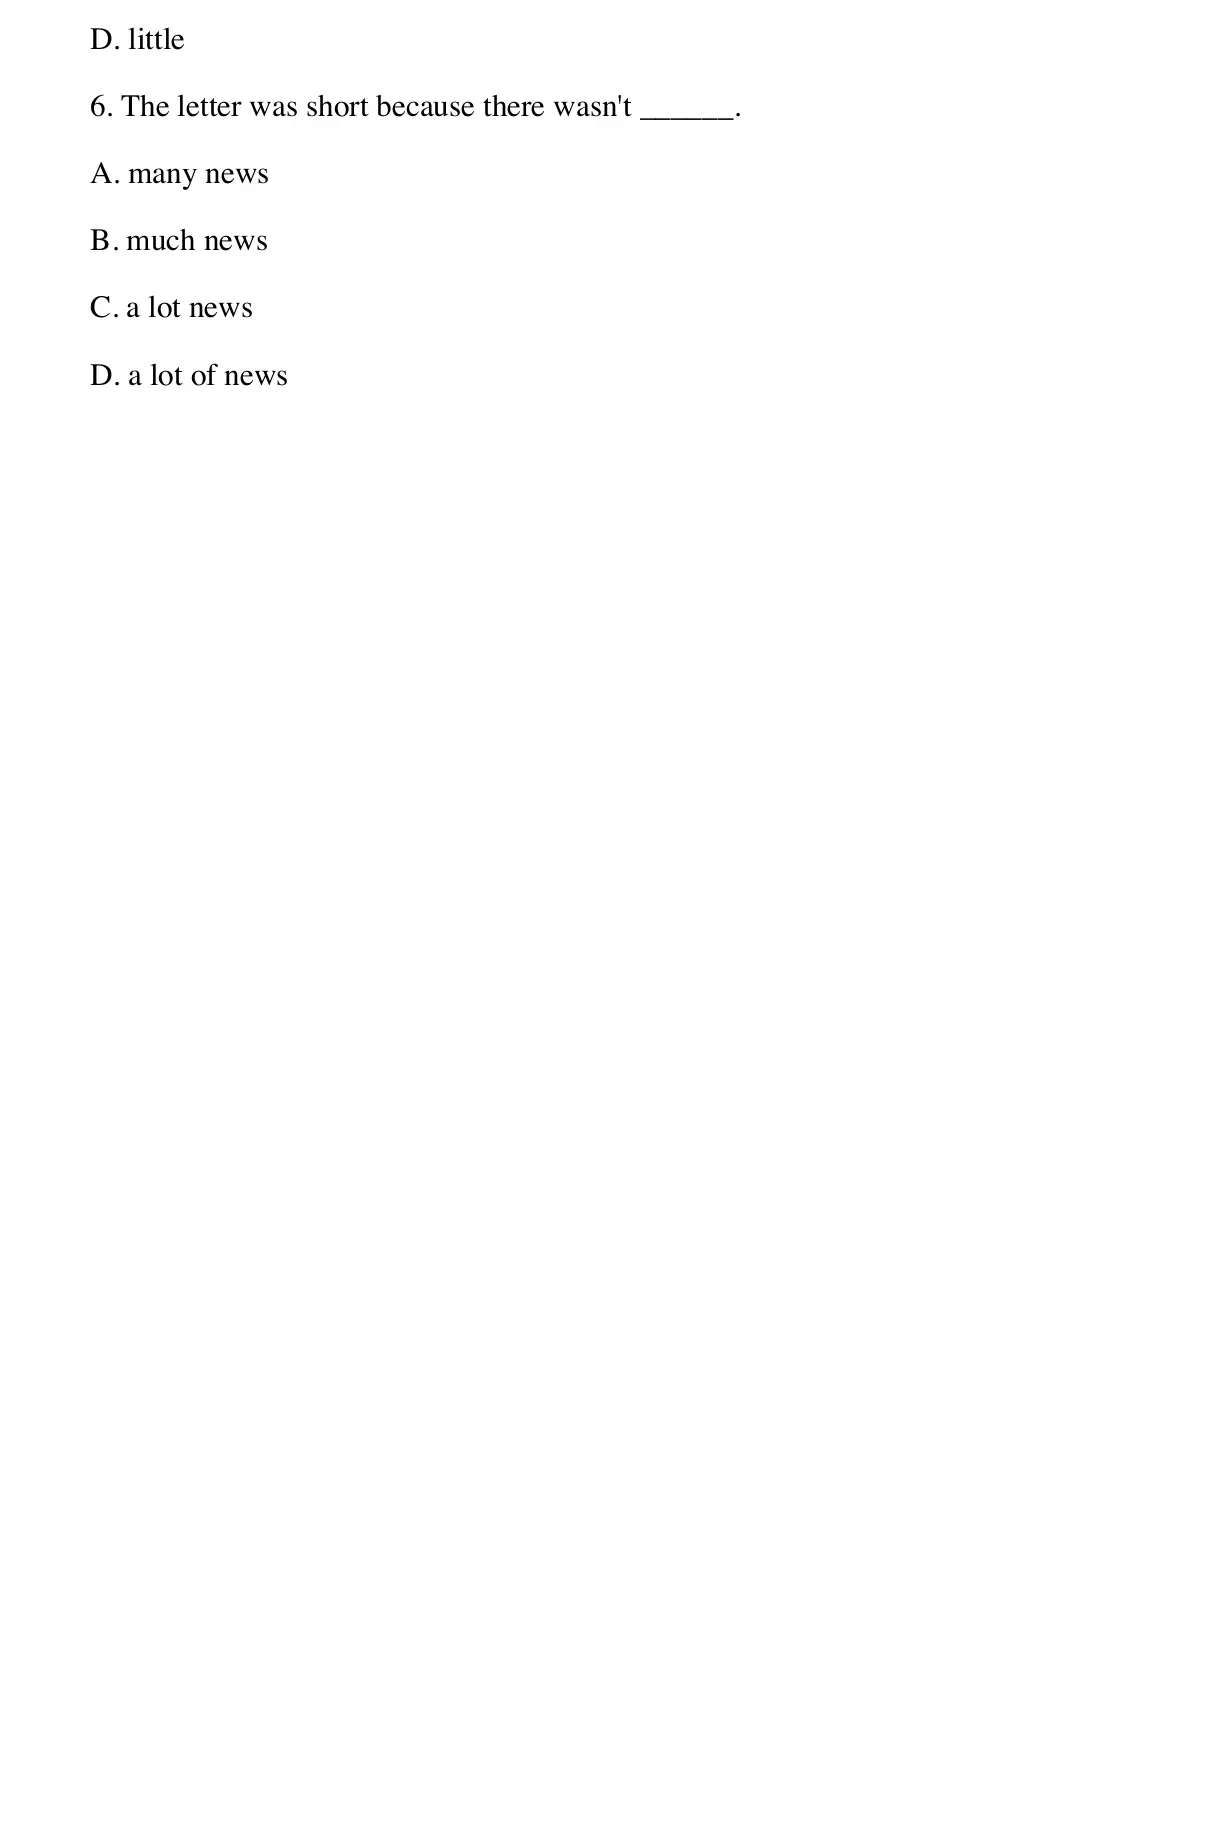 D. little
6. The letter was short because there wasn't ______.
A. many news
B. much news
C. a lot news
D. a lot of news